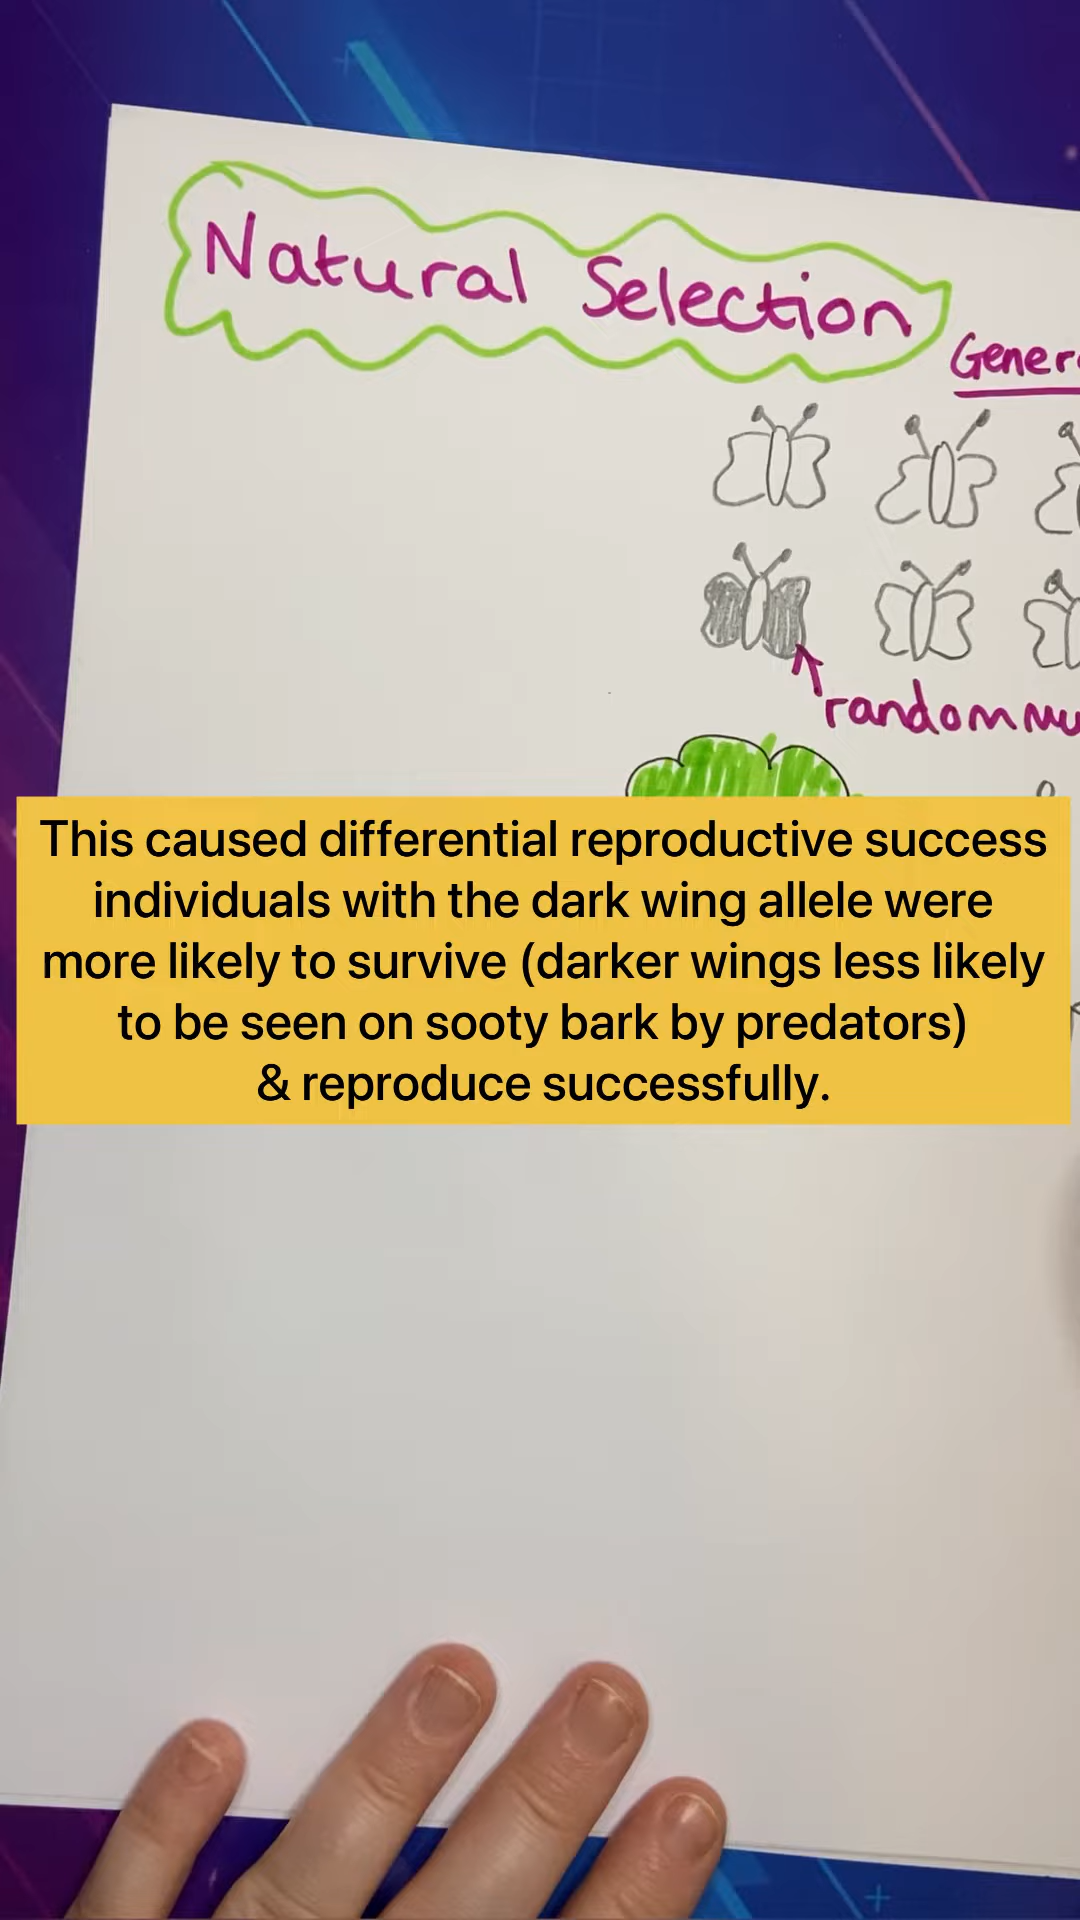 Natural Selection
random
This caused differential reproductive success
individuals with the dark wing allele were
more likely to survive (darker wings less likely
to be seen on sooty bark by predators)
& reproduce successfully.